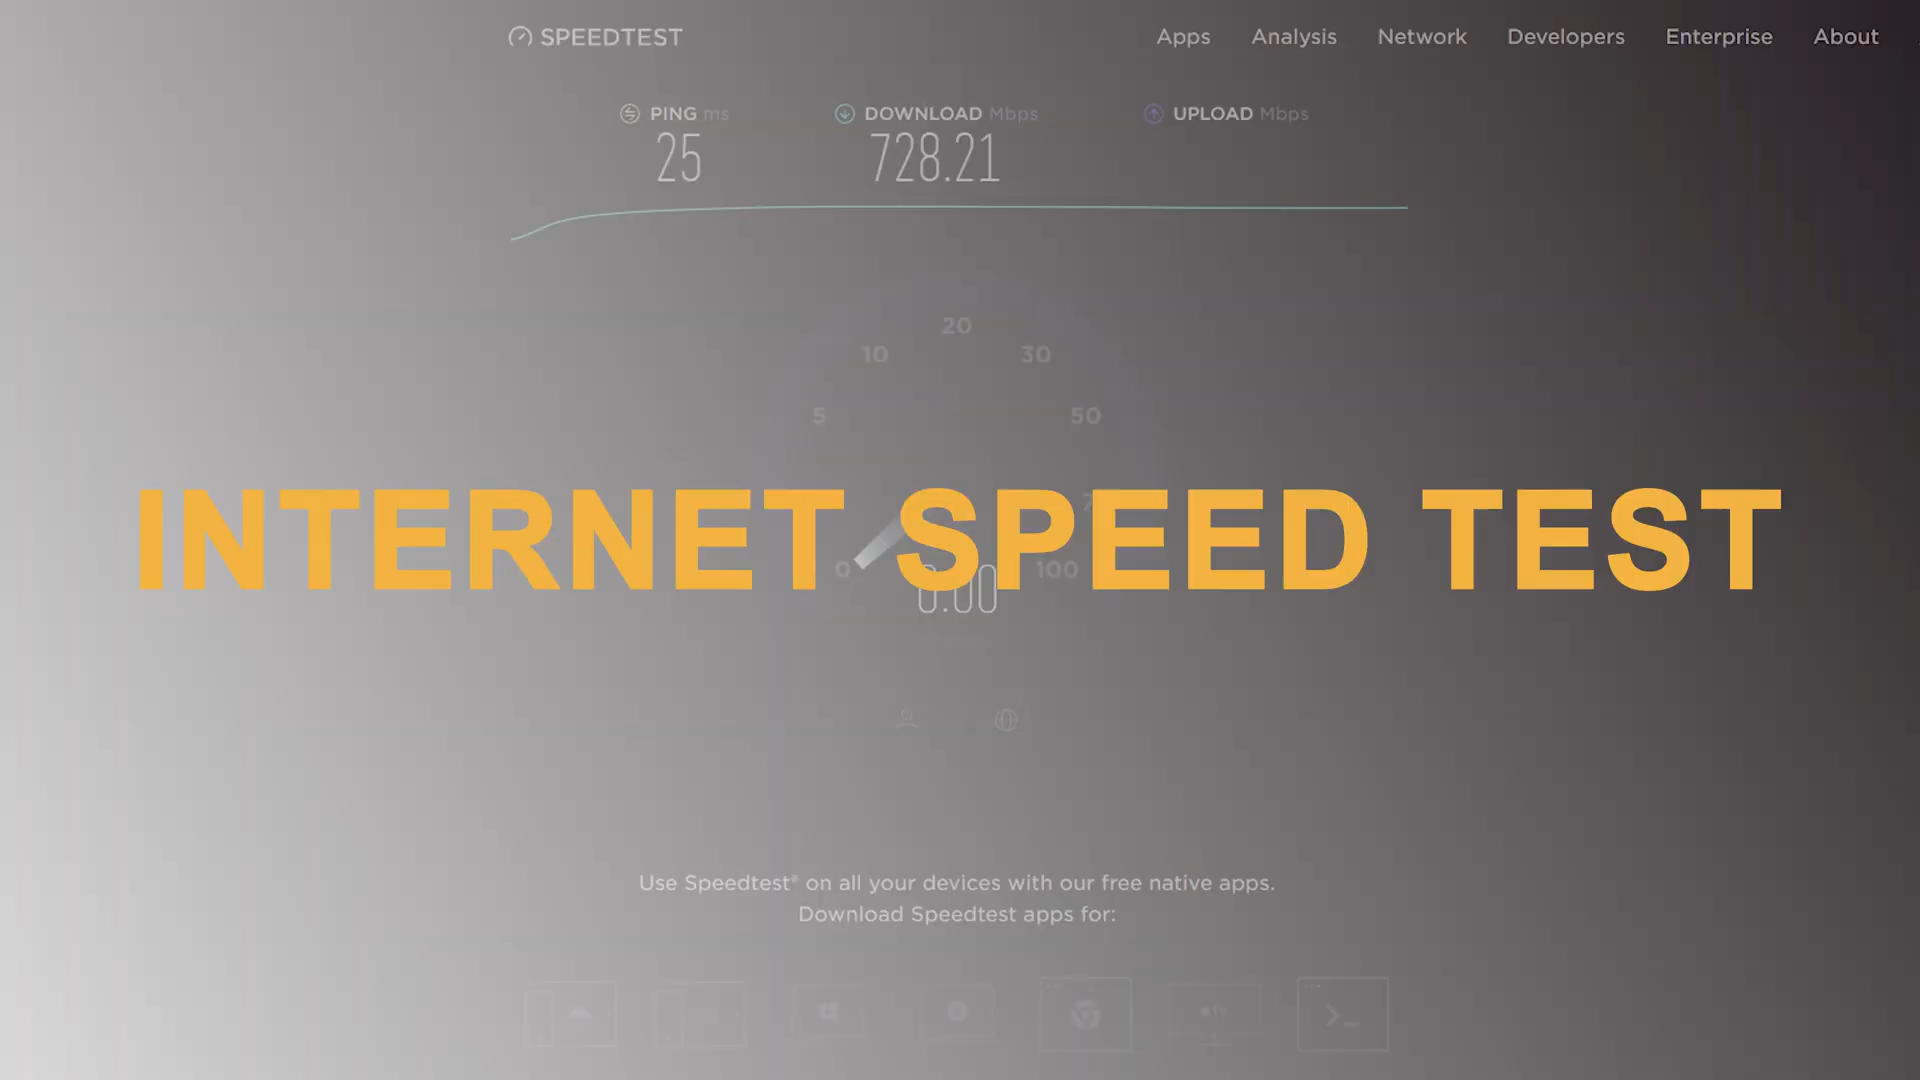 SPEEDTEST
Apps Analysis Network Developers Enterprise About
PING ms DOWNLOAD Mbps UPLOAD Mbps
25 728.21
20
10 30
5 50
INTERNET SPEED TEST
0 100
0.00
Use Speedtest® on all your devices with our free native apps.
Download Speedtest apps for: